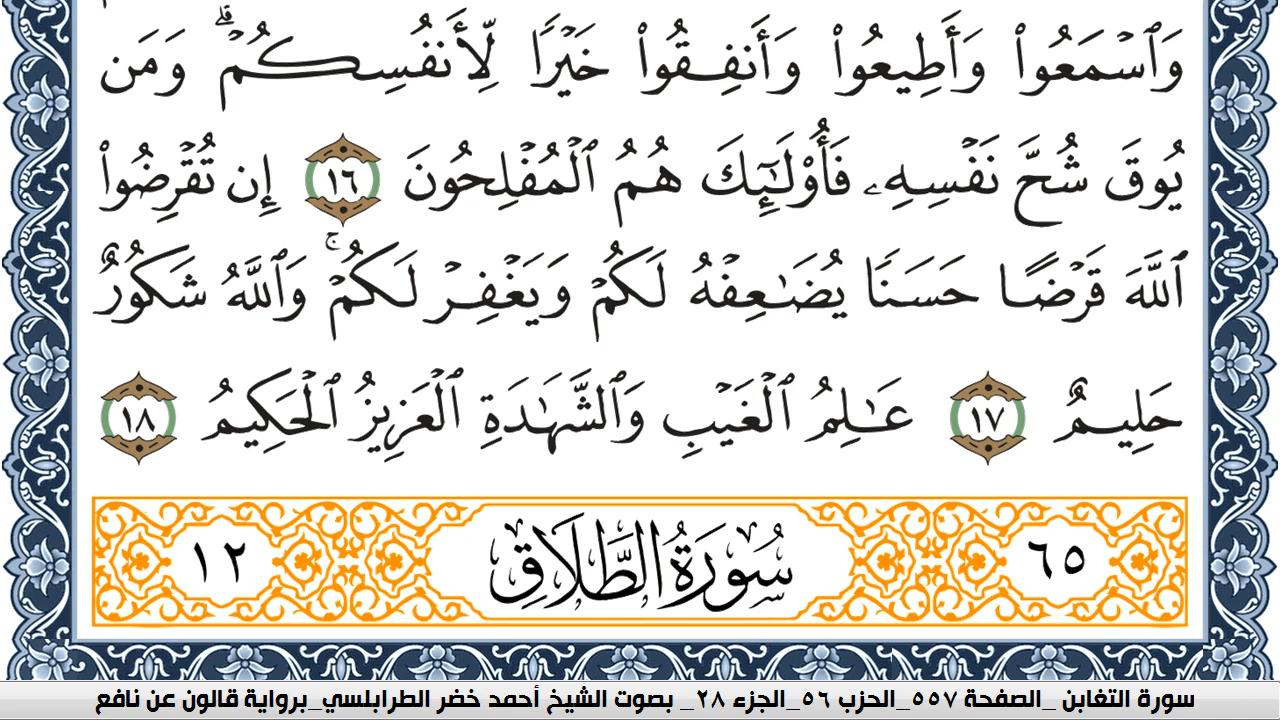 وَٱسۡمَعُواْ وَأَطِيعُواْ وَأَنفِقُواْ خَيۡرٗا لِّأَنفُسِكُمۡۗ وَمَن
يُوقَ شُحَّ نَفۡسِهِۦ فَأُوْلَٰٓئِكَ هُمُ ٱلۡمُفۡلِحُونَ ١٦ إِن تُقۡرِضُواْ
ٱللَّهَ قَرۡضًا حَسَنٗا يُضَٰعِفۡهُ لَكُمۡ وَيَغۡفِرۡ لَكُمۡۚ وَٱللَّهُ شَكُورٌ
حَلِيمٌ ١٧ عَٰلِمُ ٱلۡغَيۡبِ وَٱلشَّهَٰدَةِ ٱلۡعَزِيزُ ٱلۡحَكِيمُ ١٨
٦٥ سُورَةُ الطَّلَاقِ ١٢
سورة التغابن _الصفحة ٥٥٧_الحزب ٥٦_الجزء ٢٨_ بصوت الشيخ أحمد خضر الطرابلسي_برواية قالون عن نافع